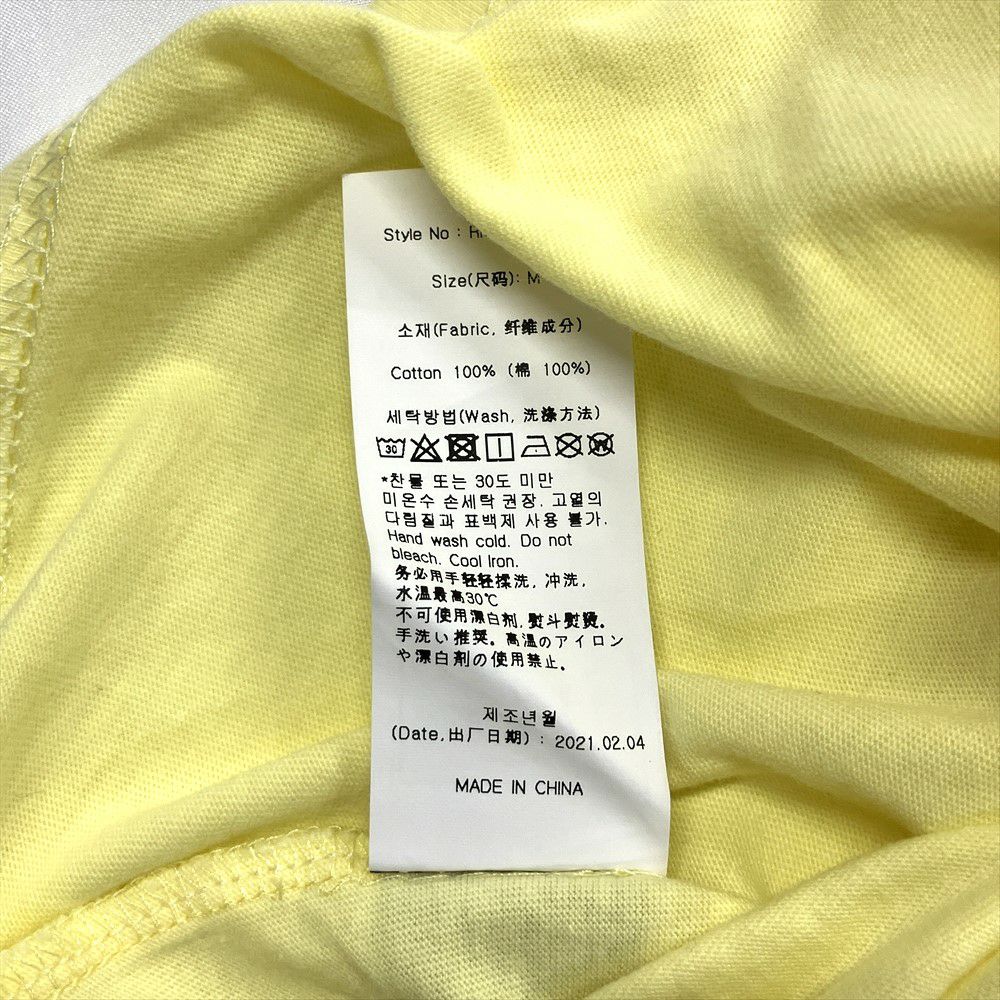 Style No :
Size(尺码): M
소재(Fabric, 纤维成分)
Cotton 100% (棉 100%)
세탁방법(Wash, 洗涤方法)
30
*찬물 또는 30도 미만
미온수 손세탁 권장. 고열의
다림질과 표백제 사용 불가.
Hand wash cold. Do not
bleach. Cool Iron.
务必用手轻轻揉洗, 冲洗,
水温最高30℃
不可使用漂白剂, 熨斗熨烫。
手洗い 推奨。高温のアイロン
や漂白剤の使用禁止。
제조년월
(Date,出厂日期) : 2021.02.04
MADE IN CHINA